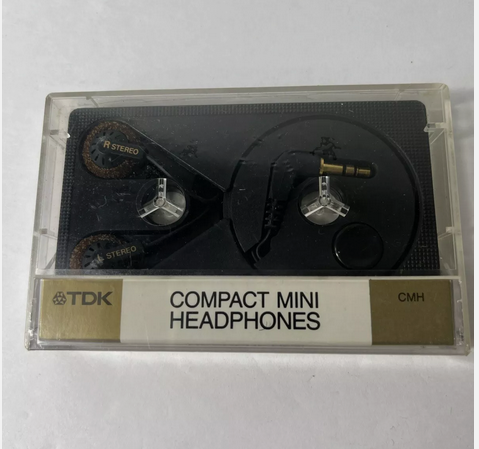 R STEREO
STEREO
TDK
COMPACT MINI
HEADPHONES
CMH